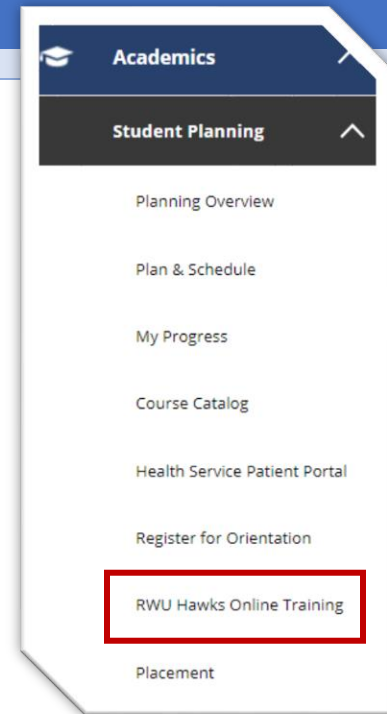 Academics
Student Planning
Planning Overview
Plan & Schedule
My Progress
Course Catalog
Health Service Patient Portal
Register for Orientation
RWU Hawks Online Training
Placement